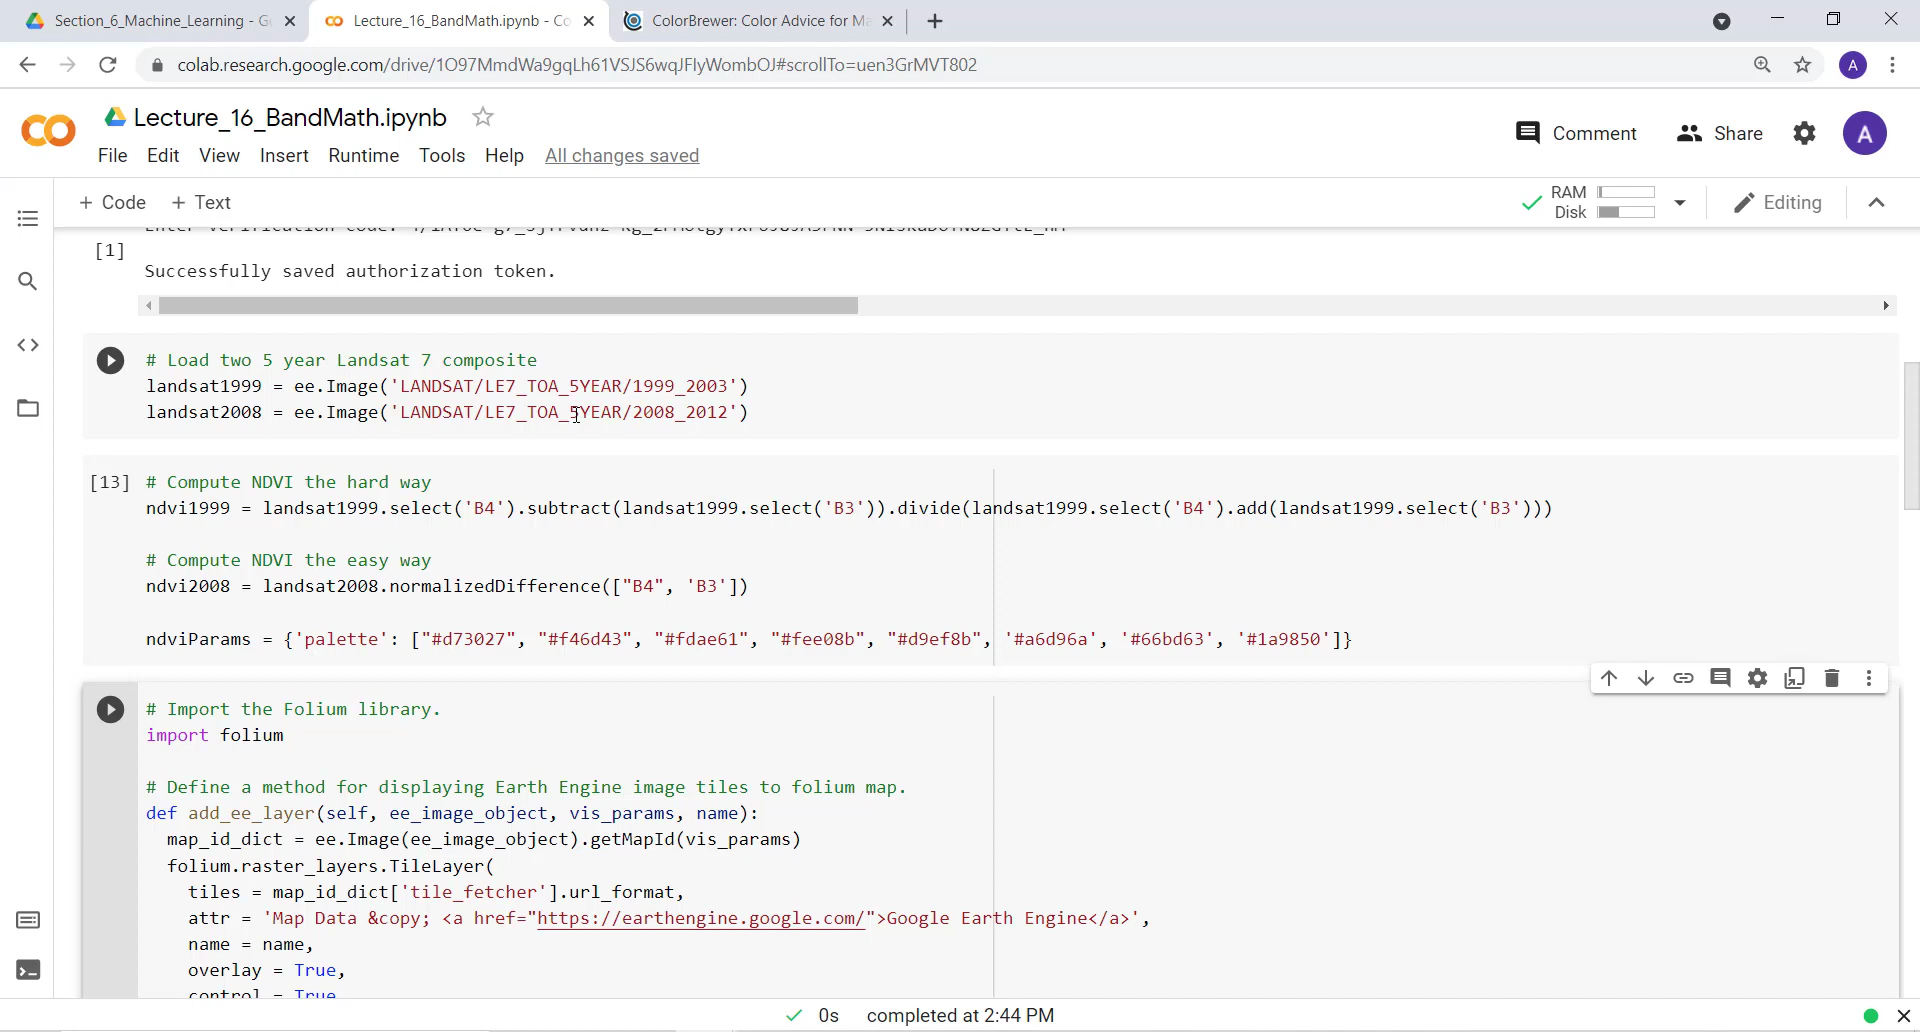 Section_6_Machine_Learning - G
Lecture_16_BandMath.ipynb - Co
ColorBrewer: Color Advice for Ma
colab.research.google.com/drive/1O97MmdWa9gqLh61VSJS6wqJFIyWombOJ#scrollTo=uen3GrMVT802
A
Lecture_16_BandMath.ipynb
File Edit View Insert Runtime Tools Help All changes saved
Comment
Share
A
+ Code + Text
RAM
Disk
Editing
Enter verification code:
[1]
Successfully saved authorization token.
# Load two 5 year Landsat 7 composite
landsat1999 = ee.Image('LANDSAT/LE7_TOA_5YEAR/1999_2003')
landsat2008 = ee.Image('LANDSAT/LE7_TOA_5YEAR/2008_2012')
[13] # Compute NDVI the hard way
ndvi1999 = landsat1999.select('B4').subtract(landsat1999.select('B3')).divide(landsat1999.select('B4').add(landsat1999.select('B3')))
# Compute NDVI the easy way
ndvi2008 = landsat2008.normalizedDifference(["B4", 'B3'])
ndviParams = {'palette': ["#d73027", "#f46d43", "#fdae61", "#fee08b", "#d9ef8b", '#a6d96a', '#66bd63', '#1a9850']}
# Import the Folium library.
import folium
# Define a method for displaying Earth Engine image tiles to folium map.
def add_ee_layer(self, ee_image_object, vis_params, name):
map_id_dict = ee.Image(ee_image_object).getMapId(vis_params)
folium.raster_layers.TileLayer(
tiles = map_id_dict['tile_fetcher'].url_format,
attr = 'Map Data &copy; <a href="https://earthengine.google.com/">Google Earth Engine</a>',
name = name,
overlay = True,
control = True
0s completed at 2:44 PM